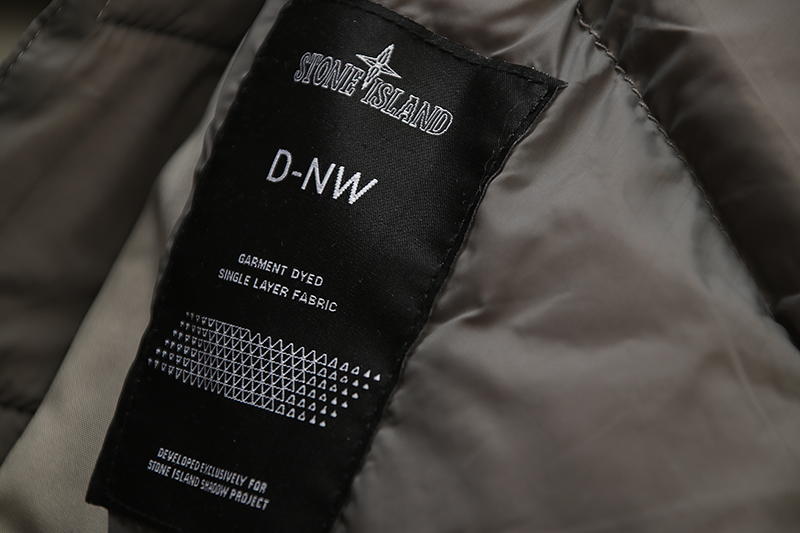 STONE ISLAND
D-NW
GARMENT DYED
SINGLE LAYER FABRIC
DEVELOPED EXCLUSIVELY FOR
STONE ISLAND SHADOW PROJECT